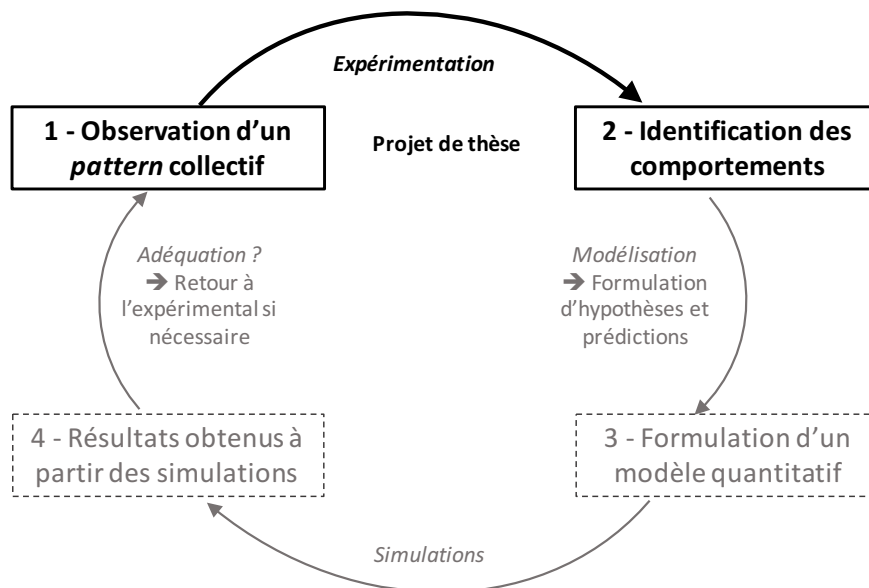 Expérimentation
1 - Observation d’un
pattern collectif
Projet de thèse
2 - Identification des
comportements
Adéquation ?
➔ Retour à
l’expérimental si
nécessaire
Modélisation
➔ Formulation
d’hypothèses et
prédictions
4 - Résultats obtenus à
partir des simulations
3 - Formulation d’un
modèle quantitatif
Simulations